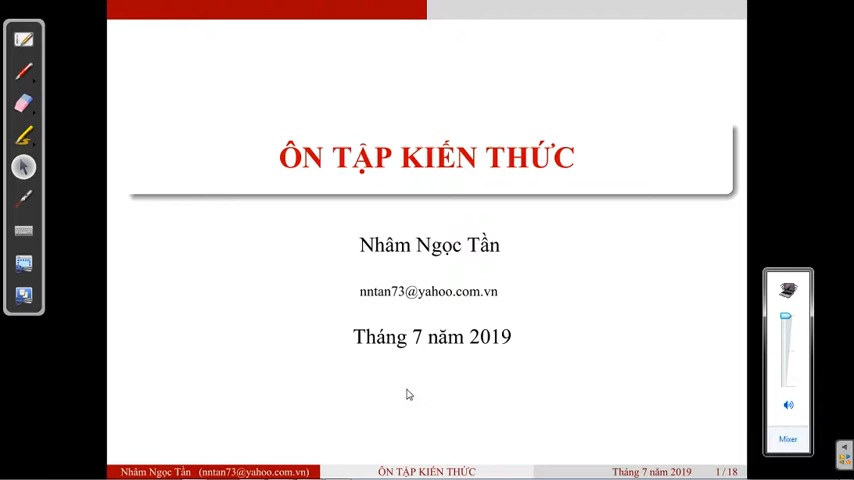 ÔN TẬP KIẾN THỨC
Nhâm Ngọc Tần
nntan73@yahoo.com.vn
Tháng 7 năm 2019
Mixer
Nhâm Ngọc Tần (nntan73@yahoo.com.vn)
ÔN TẬP KIẾN THỨC
Tháng 7 năm 2019
1 / 18